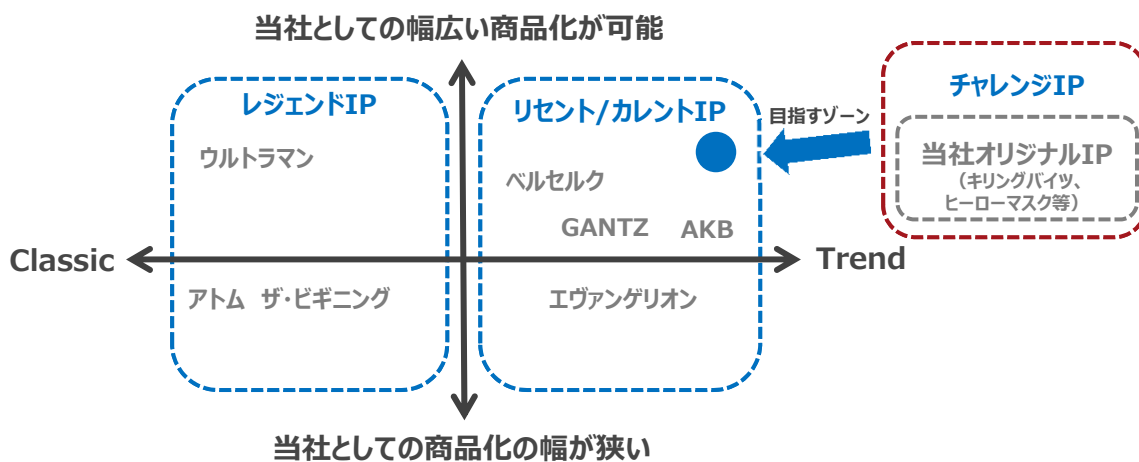 当社としての幅広い商品化が可能
レジェンドIP
リセント/カレントIP
目指すゾーン
チャレンジIP
ウルトラマン
ベルセルク
GANTZ
AKB
当社オリジナルIP
（キリングバイツ、
ヒーローマスク等）
Classic
Trend
アトム ザ・ビギニング
エヴァンゲリオン
当社としての商品化の幅が狭い